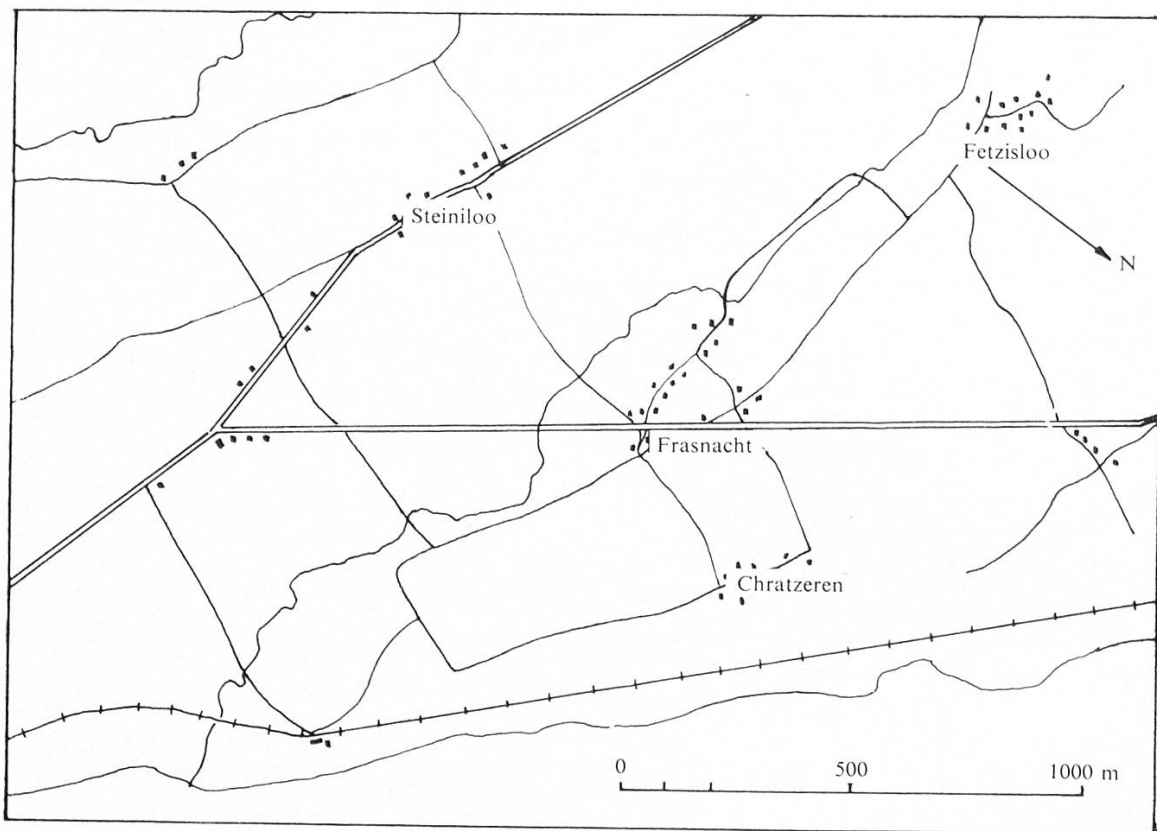 Fetzisloo
Steiniloo
N
Frasnacht
Chratzeren
0 500 1000 m